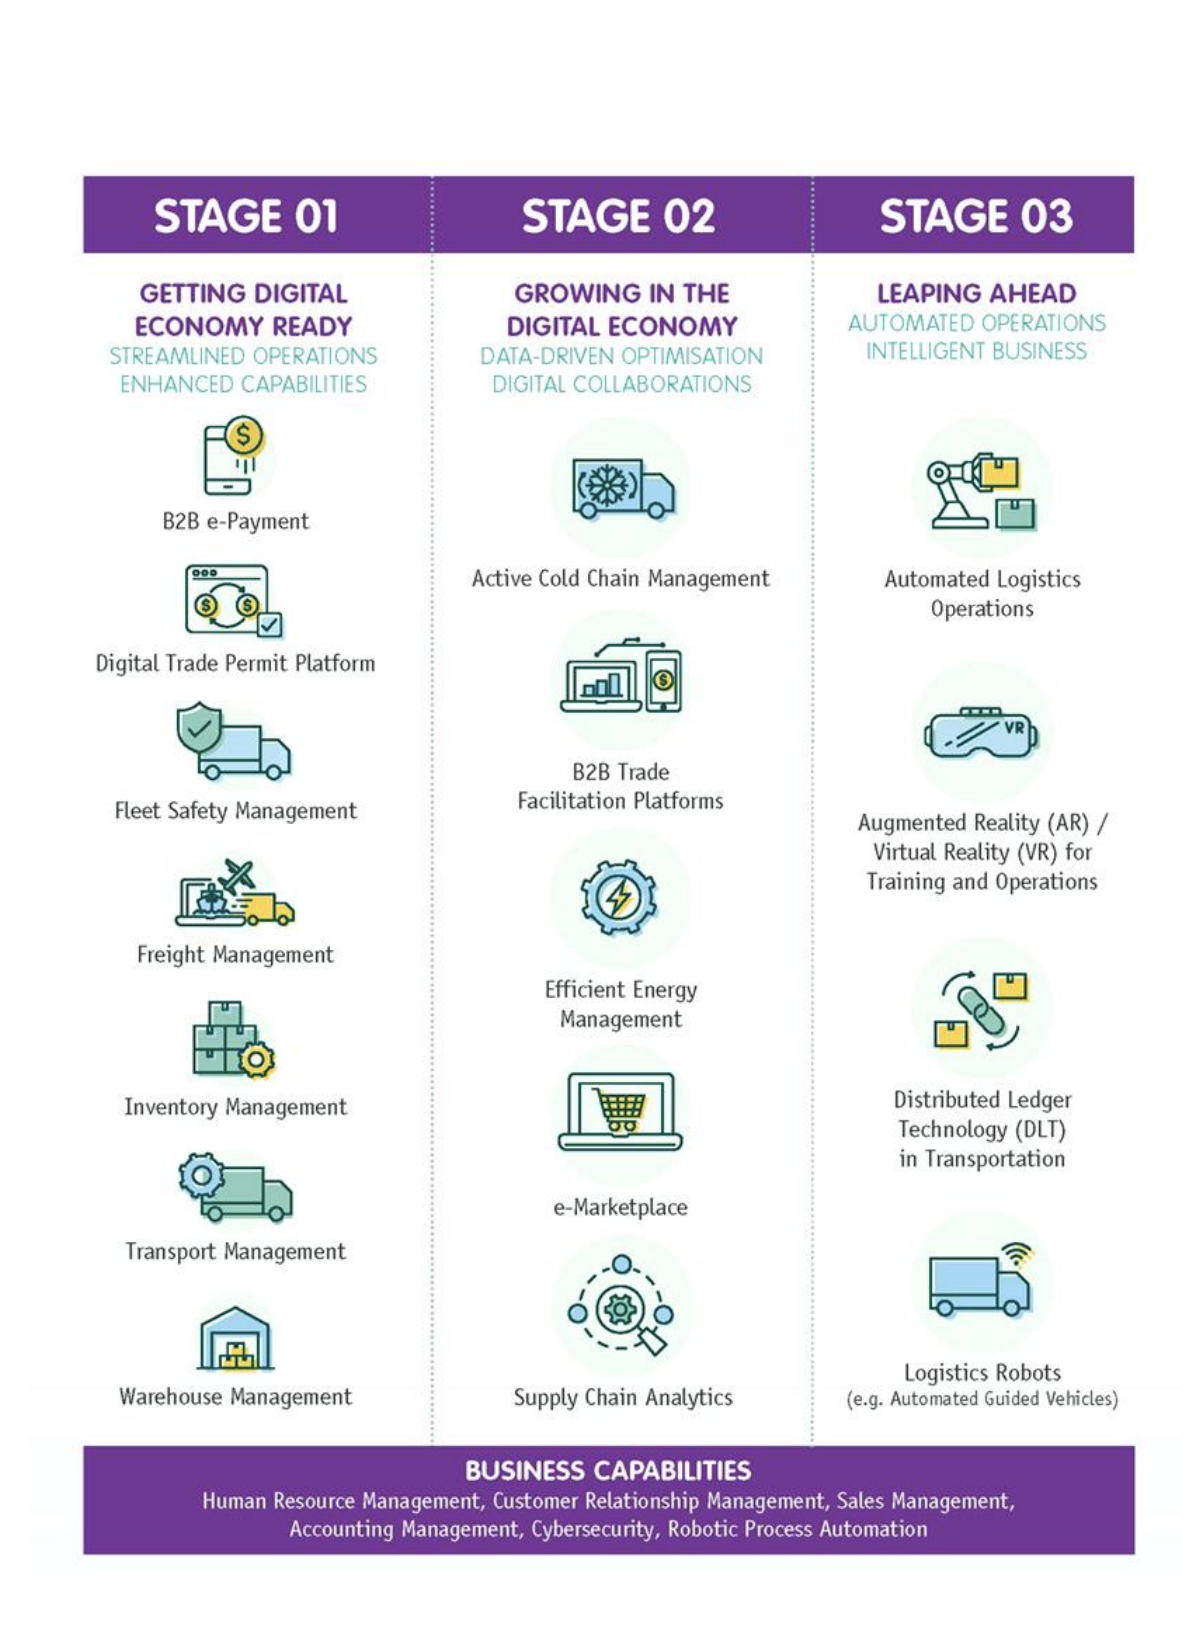 STAGE 01
STAGE 02
STAGE 03
GETTING DIGITAL
ECONOMY READY
STREAMLINED OPERATIONS
ENHANCED CAPABILITIES
B2B e-Payment
Digital Trade Permit Platform
Fleet Safety Management
Freight Management
Inventory Management
Transport Management
Warehouse Management
GROWING IN THE
DIGITAL ECONOMY
DATA-DRIVEN OPTIMISATION
DIGITAL COLLABORATIONS
Active Cold Chain Management
B2B Trade
Facilitation Platforms
Efficient Energy
Management
e-Marketplace
Supply Chain Analytics
LEAPING AHEAD
AUTOMATED OPERATIONS
INTELLIGENT BUSINESS
Automated Logistics
Operations
VR
Augmented Reality (AR) /
Virtual Reality (VR) for
Training and Operations
Distributed Ledger
Technology (DLT)
in Transportation
Logistics Robots
(e.g. Automated Guided Vehicles)
BUSINESS CAPABILITIES
Human Resource Management, Customer Relationship Management, Sales Management,
Accounting Management, Cybersecurity, Robotic Process Automation